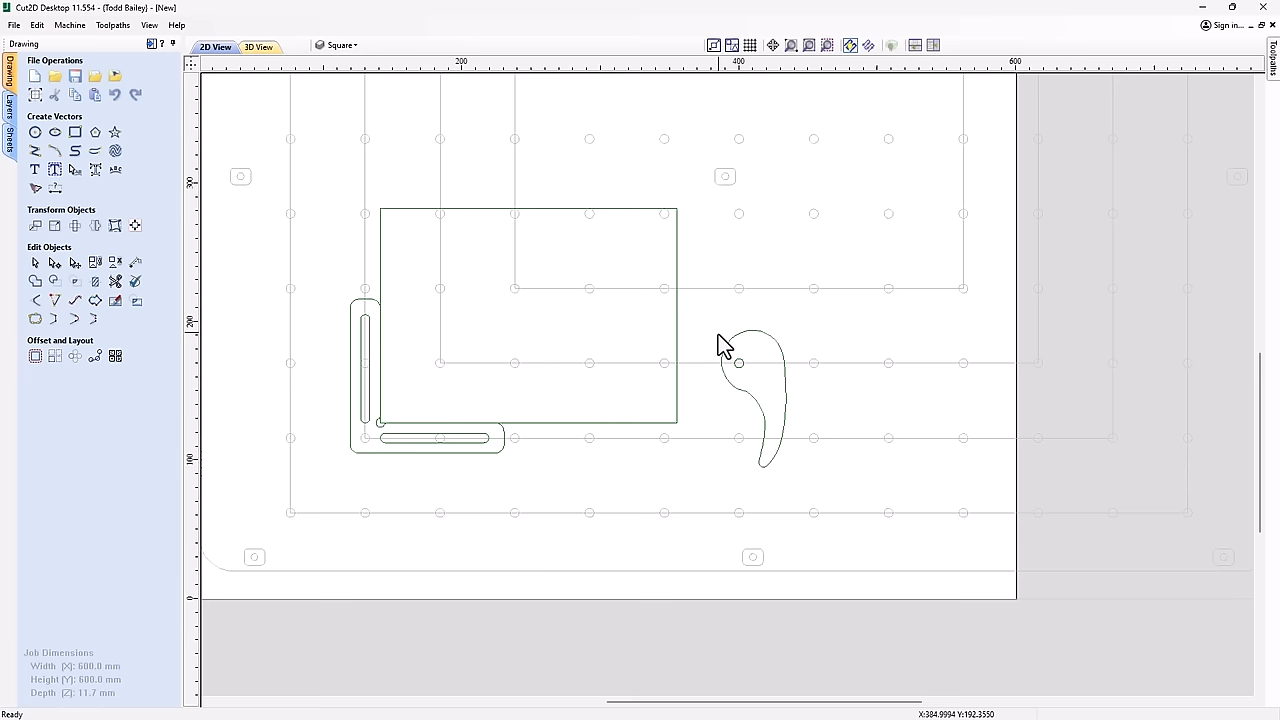 Cut2D Desktop 11.554 - {Todd Bailey} - [New]
File Edit Machine Toolpaths View Help
Sign in...
Drawing
2D View 3D View Square
Toolpaths
File Operations
200 400 600
Drawing
Layers
Sheets
Create Vectors
300
Transform Objects
Edit Objects
200
Offset and Layout
100
0
Job Dimensions
Width (X): 600.0 mm
Height (Y): 600.0 mm
Depth (Z): 11.7 mm
Ready
X:384.9994 Y:192.3550